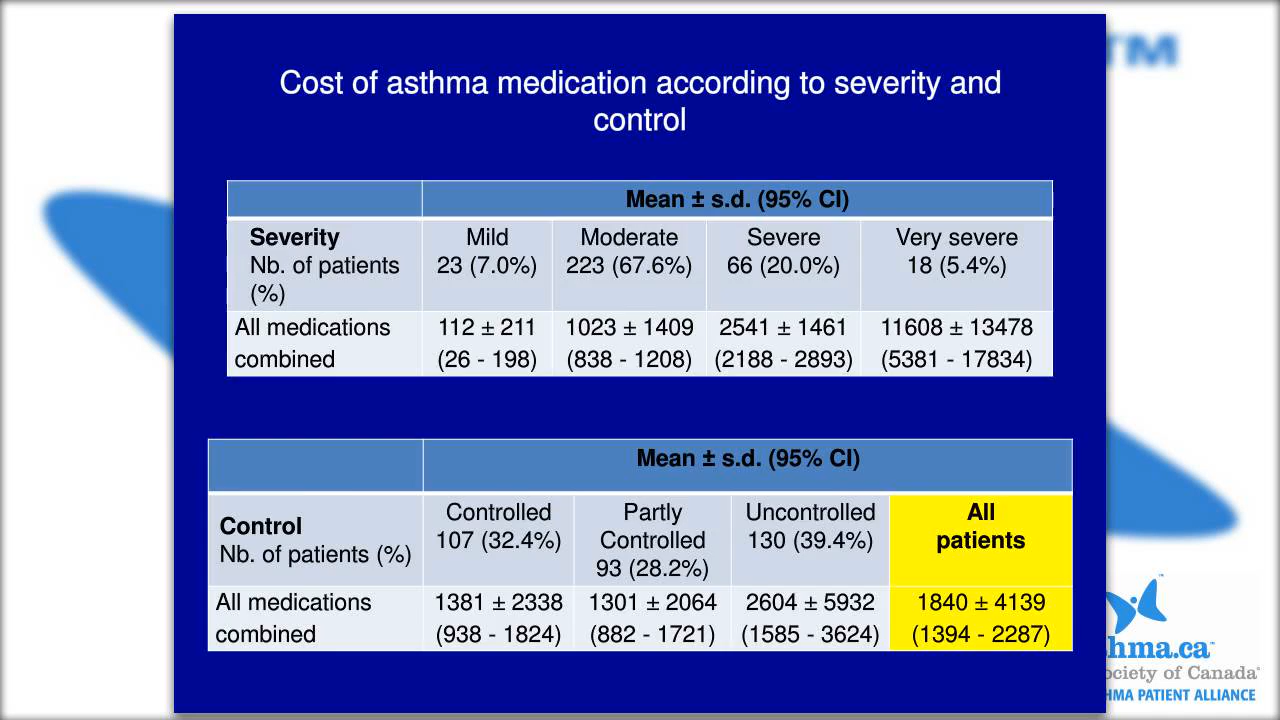 TM
Cost of asthma medication according to severity and
control
Mean ± s.d. (95% CI)
Severity
Nb. of patients
(%)
Mild
23 (7.0%)
Moderate
223 (67.6%)
Severe
66 (20.0%)
Very severe
18 (5.4%)
All medications
combined
112 ± 211
(26 - 198)
1023 ± 1409
(838 - 1208)
2541 ± 1461
(2188 - 2893)
11608 ± 13478
(5381 - 17834)
Mean ± s.d. (95% CI)
Control
Nb. of patients (%)
Controlled
107 (32.4%)
Partly
Controlled
93 (28.2%)
Uncontrolled
130 (39.4%)
All
patients
All medications
combined
1381 ± 2338
(938 - 1824)
1301 ± 2064
(882 - 1721)
2604 ± 5932
(1585 - 3624)
1840 ± 4139
(1394 - 2287)
hma.ca™
ociety of Canada
HMA PATIENT ALLIANCE